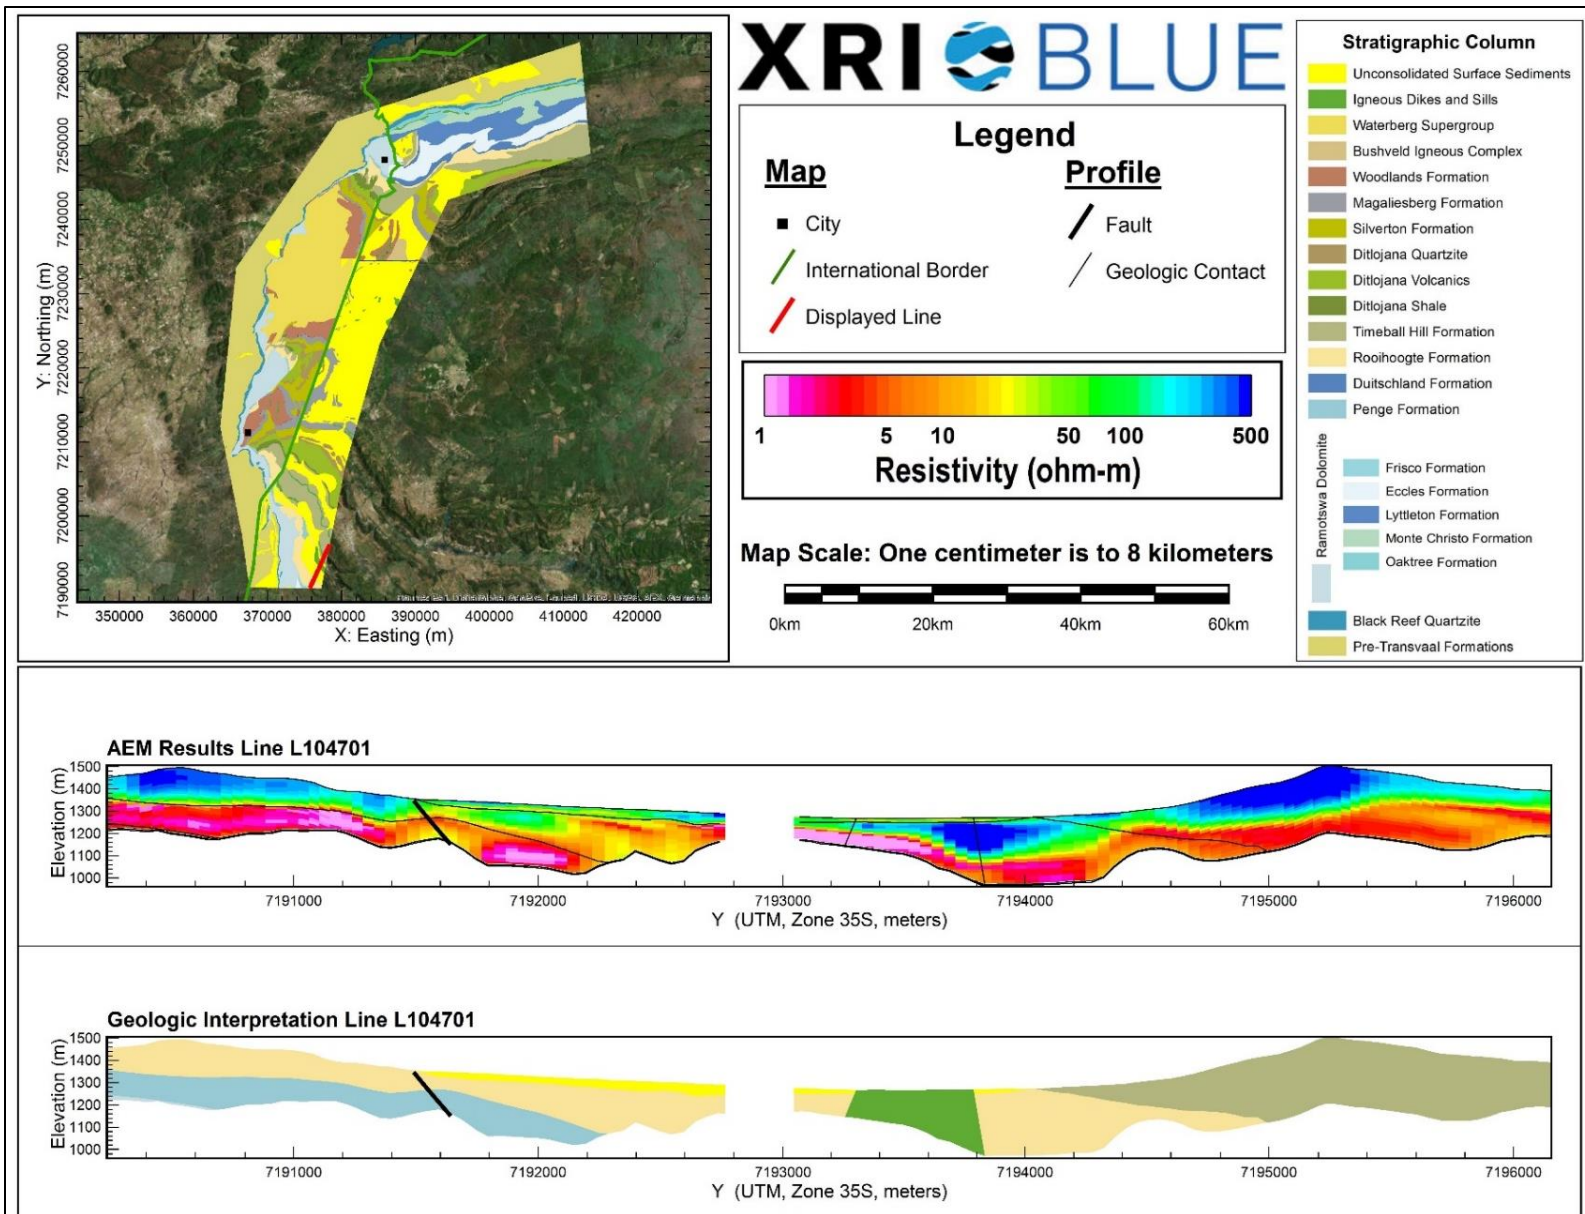 XRI BLUE
7260000
7250000
7240000
7230000
7220000
7210000
7200000
7190000
Y: Northing (m)
350000 360000 370000 380000 390000 400000 410000 420000
X: Easting (m)
Legend
Map
City
International Border
Displayed Line
Profile
Fault
Geologic Contact
1 5 10 50 100 500
Resistivity (ohm-m)
Map Scale: One centimeter is to 8 kilometers
0km 20km 40km 60km
Stratigraphic Column
Unconsolidated Surface Sediments
Igneous Dikes and Sills
Waterberg Supergroup
Bushveld Igneous Complex
Woodlands Formation
Magaliesberg Formation
Silverton Formation
Ditlojana Quartzite
Ditlojana Volcanics
Ditlojana Shale
Timeball Hill Formation
Rooihoogte Formation
Duitschland Formation
Penge Formation
Ramotswa Dolomite
Frisco Formation
Eccles Formation
Lyttleton Formation
Monte Christo Formation
Oaktree Formation
Black Reef Quartzite
Pre-Transvaal Formations
AEM Results Line L104701
Elevation (m)
1500
1400
1300
1200
1100
1000
7191000 7192000 7193000 7194000 7195000 7196000
Y (UTM, Zone 35S, meters)
Geologic Interpretation Line L104701
Elevation (m)
1500
1400
1300
1200
1100
1000
7191000 7192000 7193000 7194000 7195000 7196000
Y (UTM, Zone 35S, meters)